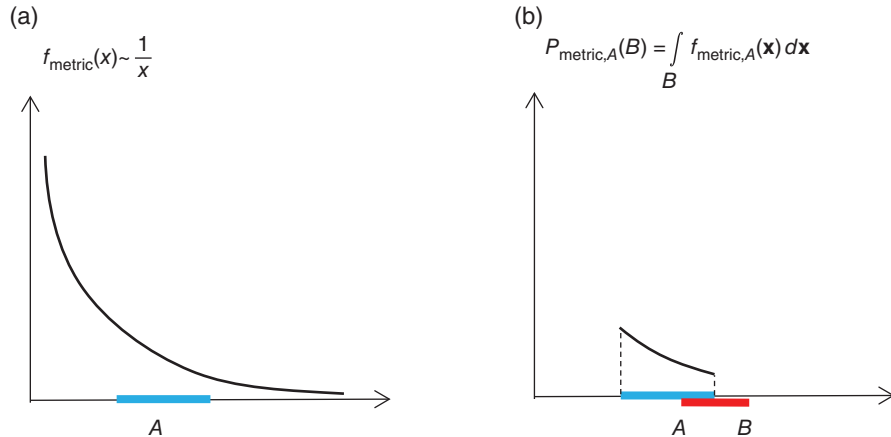 (a)
f_metric(x) ~ 1/x
A
(b)
P_metric,A(B) = ∫_B f_metric,A(𝐱) d𝐱
A B